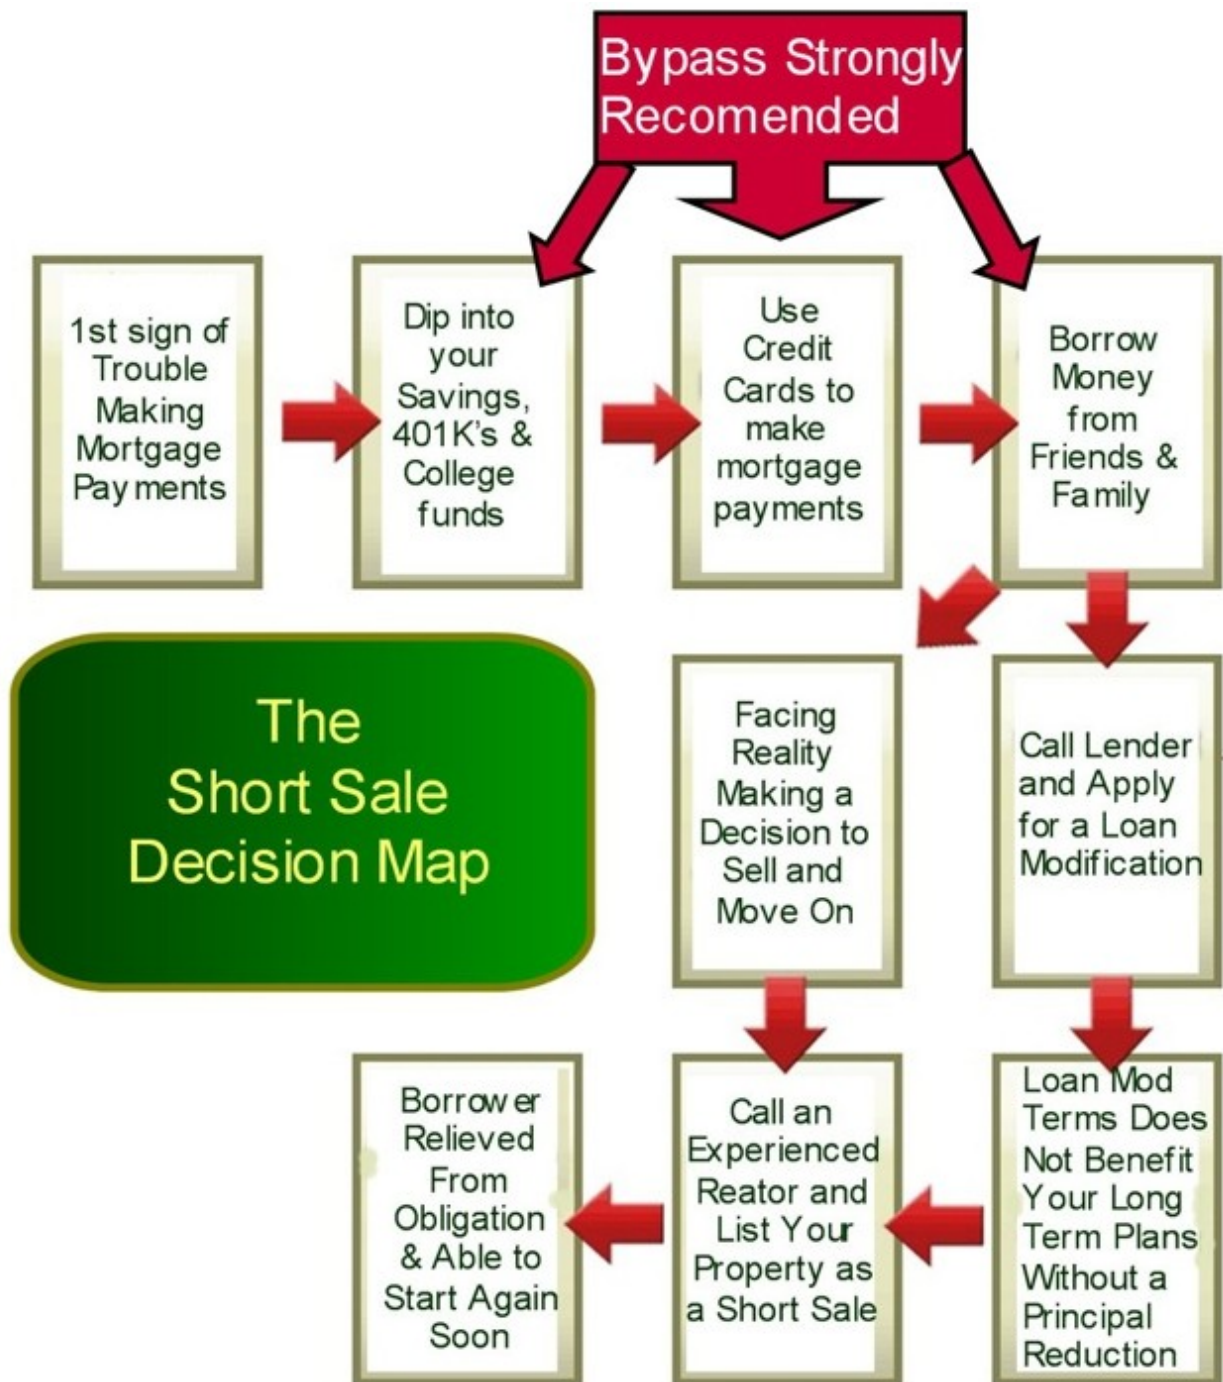 Bypass Strongly
Recomended
1st sign of
Trouble
Making
Mortgage
Payments
Dip into
your
Savings,
401K's &
College
funds
Use
Credit
Cards to
make
mortgage
payments
Borrow
Money
from
Friends &
Family
The
Short Sale
Decision Map
Facing
Reality
Making a
Decision to
Sell and
Move On
Call Lender
and Apply
for a Loan
Modification
Borrower
Relieved
From
Obligation
& Able to
Start Again
Soon
Call an
Experienced
Reator and
List Your
Property as
a Short Sale
Loan Mod
Terms Does
Not Benefit
Your Long
Term Plans
Without a
Principal
Reduction